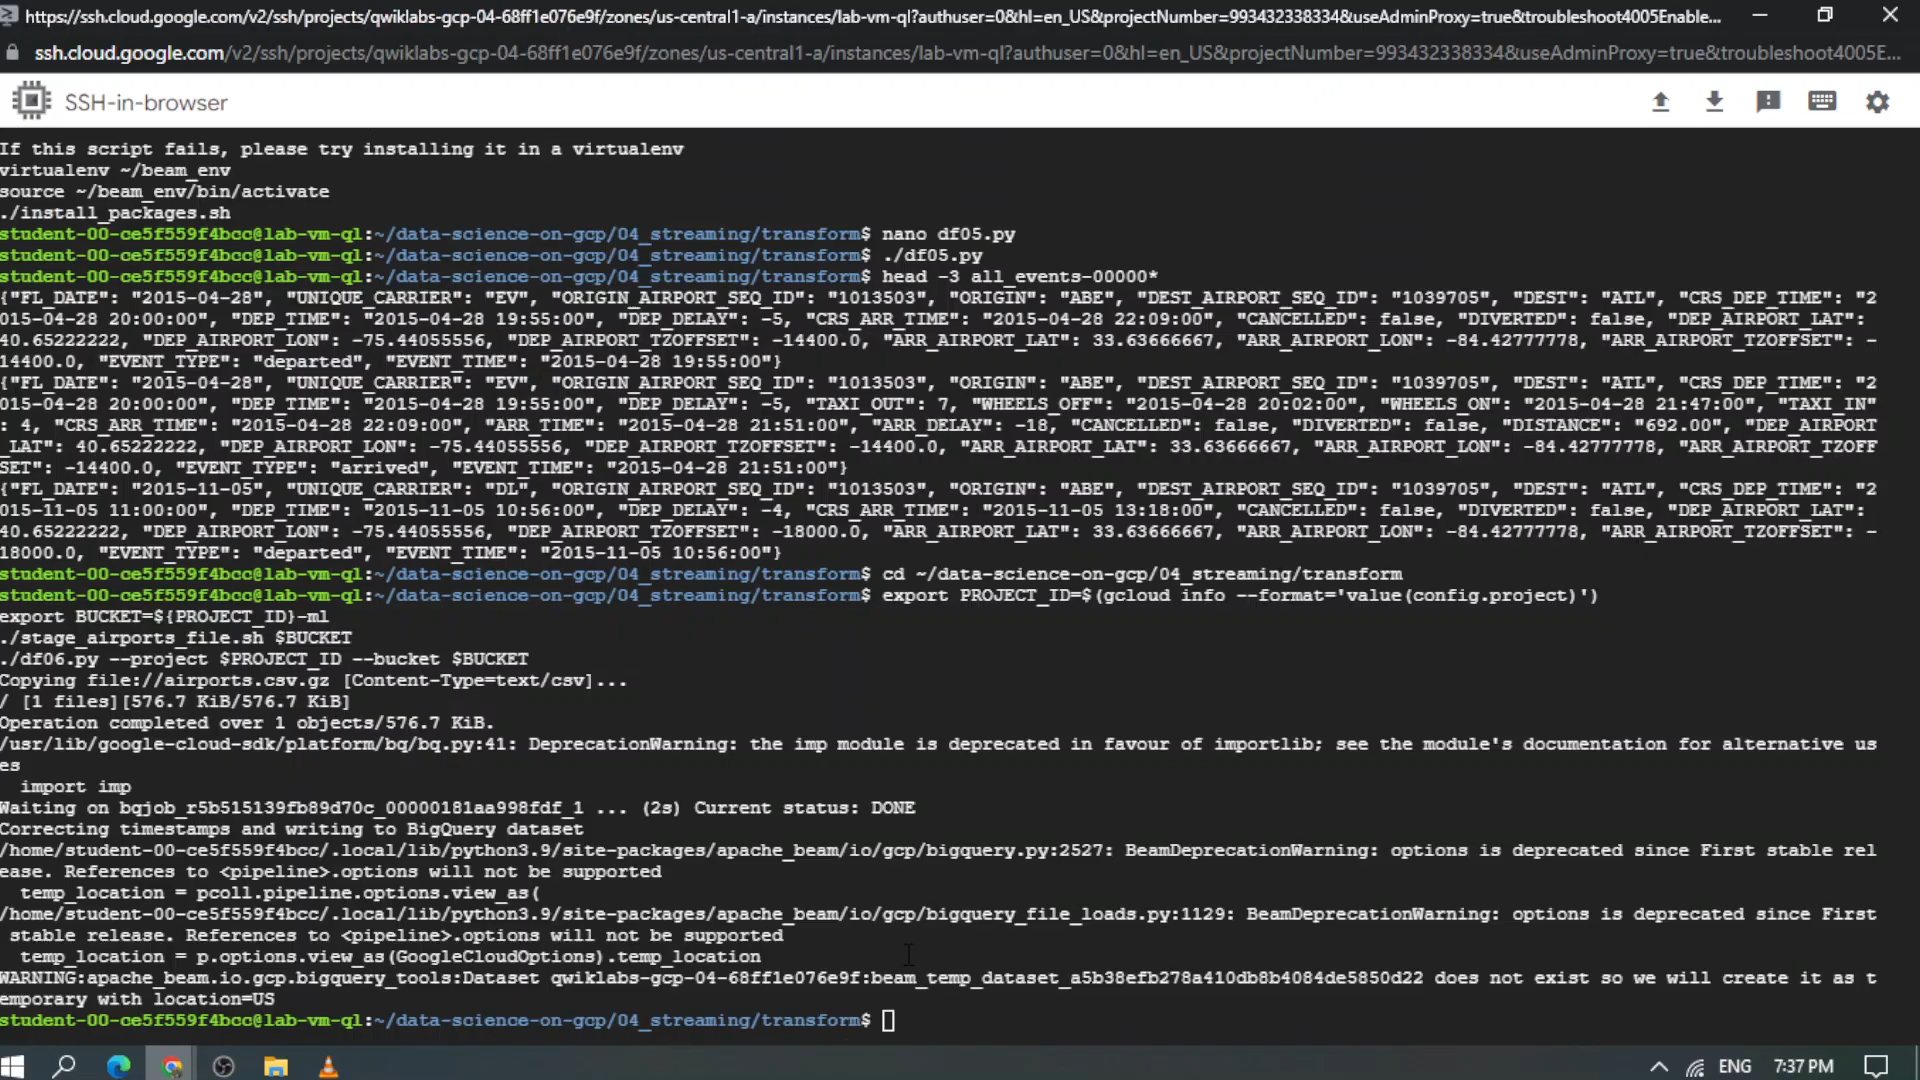 https://ssh.cloud.google.com/v2/ssh/projects/qwiklabs-gcp-04-68ff1e076e9f/zones/us-central1-a/instances/lab-vm-ql?authuser=0&hl=en_US&projectNumber=993432338334&useAdminProxy=true&troubleshoot4005Enable...
ssh.cloud.google.com/v2/ssh/projects/qwiklabs-gcp-04-68ff1e076e9f/zones/us-central1-a/instances/lab-vm-ql?authuser=0&hl=en_US&projectNumber=993432338334&useAdminProxy=true&troubleshoot4005E...
SSH-in-browser
If this script fails, please try installing it in a virtualenv
virtualenv ~/beam_env
source ~/beam_env/bin/activate
./install_packages.sh
student-00-ce5f559f4bcc@lab-vm-ql:~/data-science-on-gcp/04_streaming/transform$ nano df05.py
student-00-ce5f559f4bcc@lab-vm-ql:~/data-science-on-gcp/04_streaming/transform$ ./df05.py
student-00-ce5f559f4bcc@lab-vm-ql:~/data-science-on-gcp/04_streaming/transform$ head -3 all_events-00000*
{"FL_DATE": "2015-04-28", "UNIQUE_CARRIER": "EV", "ORIGIN_AIRPORT_SEQ_ID": "1013503", "ORIGIN": "ABE", "DEST_AIRPORT_SEQ_ID": "1039705", "DEST": "ATL", "CRS_DEP_TIME": "2
015-04-28 20:00:00", "DEP_TIME": "2015-04-28 19:55:00", "DEP_DELAY": -5, "CRS_ARR_TIME": "2015-04-28 22:09:00", "CANCELLED": false, "DIVERTED": false, "DEP_AIRPORT_LAT":
40.65222222, "DEP_AIRPORT_LON": -75.44055556, "DEP_AIRPORT_TZOFFSET": -14400.0, "ARR_AIRPORT_LAT": 33.63666667, "ARR_AIRPORT_LON": -84.42777778, "ARR_AIRPORT_TZOFFSET": -
14400.0, "EVENT_TYPE": "departed", "EVENT_TIME": "2015-04-28 19:55:00"}
{"FL_DATE": "2015-04-28", "UNIQUE_CARRIER": "EV", "ORIGIN_AIRPORT_SEQ_ID": "1013503", "ORIGIN": "ABE", "DEST_AIRPORT_SEQ_ID": "1039705", "DEST": "ATL", "CRS_DEP_TIME": "2
015-04-28 20:00:00", "DEP_TIME": "2015-04-28 19:55:00", "DEP_DELAY": -5, "TAXI_OUT": 7, "WHEELS_OFF": "2015-04-28 20:02:00", "WHEELS_ON": "2015-04-28 21:47:00", "TAXI_IN"
: 4, "CRS_ARR_TIME": "2015-04-28 22:09:00", "ARR_TIME": "2015-04-28 21:51:00", "ARR_DELAY": -18, "CANCELLED": false, "DIVERTED": false, "DISTANCE": "692.00", "DEP_AIRPORT
_LAT": 40.65222222, "DEP_AIRPORT_LON": -75.44055556, "DEP_AIRPORT_TZOFFSET": -14400.0, "ARR_AIRPORT_LAT": 33.63666667, "ARR_AIRPORT_LON": -84.42777778, "ARR_AIRPORT_TZOFF
SET": -14400.0, "EVENT_TYPE": "arrived", "EVENT_TIME": "2015-04-28 21:51:00"}
{"FL_DATE": "2015-11-05", "UNIQUE_CARRIER": "DL", "ORIGIN_AIRPORT_SEQ_ID": "1013503", "ORIGIN": "ABE", "DEST_AIRPORT_SEQ_ID": "1039705", "DEST": "ATL", "CRS_DEP_TIME": "2
015-11-05 11:00:00", "DEP_TIME": "2015-11-05 10:56:00", "DEP_DELAY": -4, "CRS_ARR_TIME": "2015-11-05 13:18:00", "CANCELLED": false, "DIVERTED": false, "DEP_AIRPORT_LAT":
40.65222222, "DEP_AIRPORT_LON": -75.44055556, "DEP_AIRPORT_TZOFFSET": -18000.0, "ARR_AIRPORT_LAT": 33.63666667, "ARR_AIRPORT_LON": -84.42777778, "ARR_AIRPORT_TZOFFSET": -
18000.0, "EVENT_TYPE": "departed", "EVENT_TIME": "2015-11-05 10:56:00"}
student-00-ce5f559f4bcc@lab-vm-ql:~/data-science-on-gcp/04_streaming/transform$ cd ~/data-science-on-gcp/04_streaming/transform
student-00-ce5f559f4bcc@lab-vm-ql:~/data-science-on-gcp/04_streaming/transform$ export PROJECT_ID=$(gcloud info --format='value(config.project)')
export BUCKET=${PROJECT_ID}-ml
./stage_airports_file.sh $BUCKET
./df06.py --project $PROJECT_ID --bucket $BUCKET
Copying file://airports.csv.gz [Content-Type=text/csv]...
/ [1 files][576.7 KiB/576.7 KiB]
Operation completed over 1 objects/576.7 KiB.
/usr/lib/google-cloud-sdk/platform/bq/bq.py:41: DeprecationWarning: the imp module is deprecated in favour of importlib; see the module's documentation for alternative us
es
import imp
Waiting on bqjob_r5b515139fb89d70c_00000181aa998fdf_1 ... (2s) Current status: DONE
Correcting timestamps and writing to BigQuery dataset
/home/student-00-ce5f559f4bcc/.local/lib/python3.9/site-packages/apache_beam/io/gcp/bigquery.py:2527: BeamDeprecationWarning: options is deprecated since First stable rel
ease. References to <pipeline>.options will not be supported
temp_location = pcoll.pipeline.options.view_as(
/home/student-00-ce5f559f4bcc/.local/lib/python3.9/site-packages/apache_beam/io/gcp/bigquery_file_loads.py:1129: BeamDeprecationWarning: options is deprecated since First
stable release. References to <pipeline>.options will not be supported
temp_location = p.options.view_as(GoogleCloudOptions).temp_location
WARNING:apache_beam.io.gcp.bigquery_tools:Dataset qwiklabs-gcp-04-68ff1e076e9f:beam_temp_dataset_a5b38efb278a410db8b4084de5850d22 does not exist so we will create it as t
emporary with location=US
student-00-ce5f559f4bcc@lab-vm-ql:~/data-science-on-gcp/04_streaming/transform$
ENG 7:37 PM